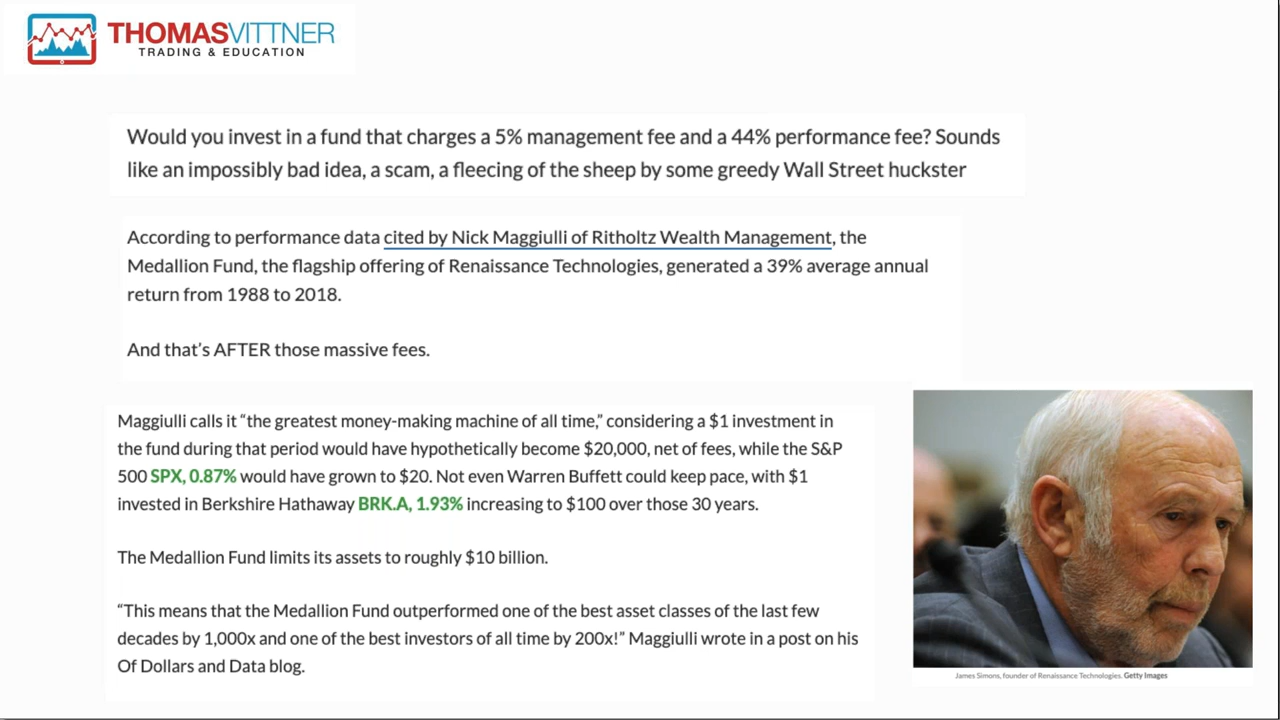 THOMASVITTNER
TRADING & EDUCATION
Would you invest in a fund that charges a 5% management fee and a 44% performance fee? Sounds
like an impossibly bad idea, a scam, a fleecing of the sheep by some greedy Wall Street huckster
According to performance data cited by Nick Maggiulli of Ritholtz Wealth Management, the
Medallion Fund, the flagship offering of Renaissance Technologies, generated a 39% average annual
return from 1988 to 2018.
And that's AFTER those massive fees.
Maggiulli calls it “the greatest money-making machine of all time,” considering a $1 investment in
the fund during that period would have hypothetically become $20,000, net of fees, while the S&P
500 SPX, 0.87% would have grown to $20. Not even Warren Buffett could keep pace, with $1
invested in Berkshire Hathaway BRK.A, 1.93% increasing to $100 over those 30 years.
The Medallion Fund limits its assets to roughly $10 billion.
“This means that the Medallion Fund outperformed one of the best asset classes of the last few
decades by 1,000x and one of the best investors of all time by 200x!” Maggiulli wrote in a post on his
Of Dollars and Data blog.
James Simons, founder of Renaissance Technologies. Getty Images